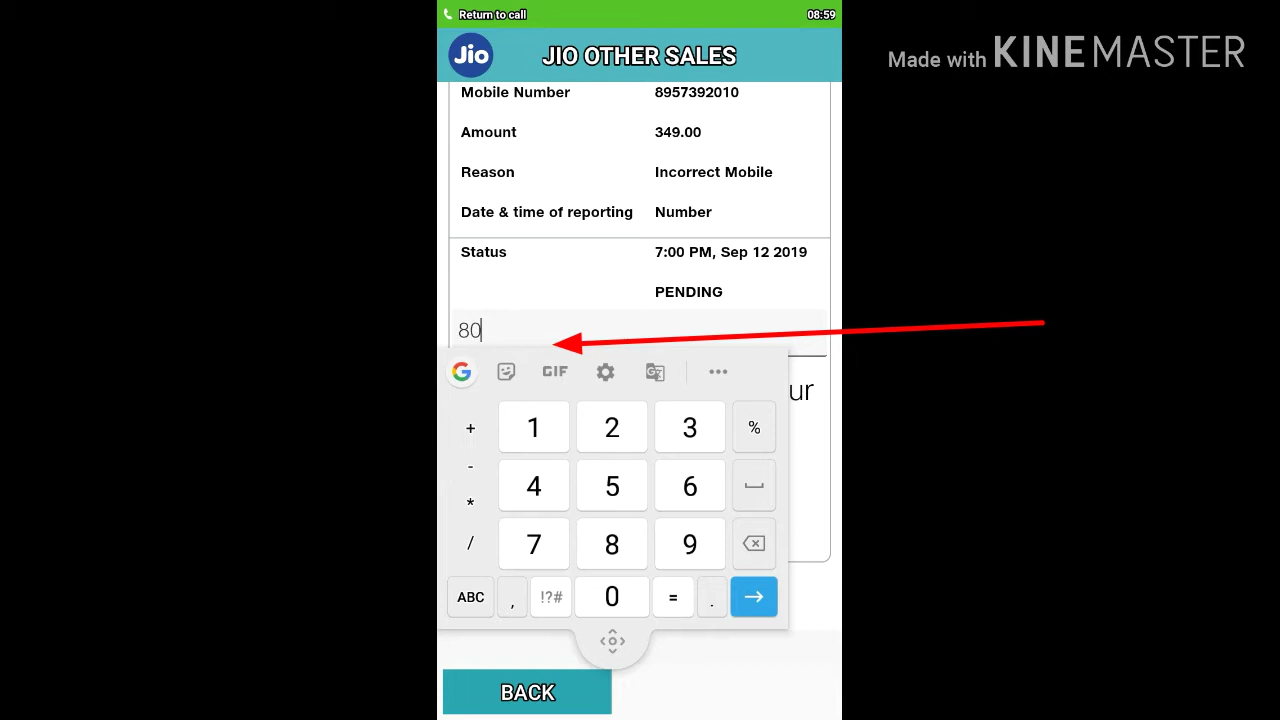 Return to call 08:59
Jio JIO OTHER SALES
Made with KINEMASTER
Mobile Number 8957392010
Amount 349.00
Reason Incorrect Mobile
Date & time of reporting Number
Status 7:00 PM, Sep 12 2019
PENDING
80
G GIF G
ur
+ 1 2 3 %
- 4 5 6
*
/ 7 8 9
ABC , !?# 0 = .
BACK